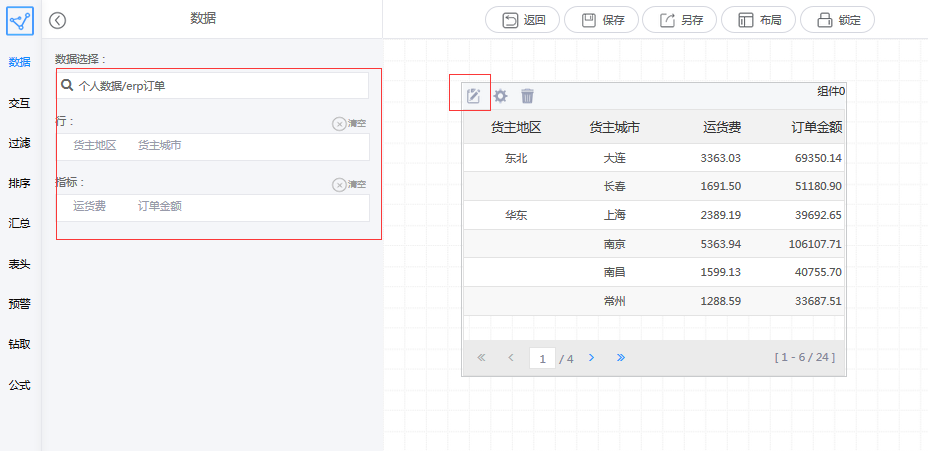 数据
返回
保存
另存
布局
锁定
数据
交互
过滤
排序
汇总
表头
预警
钻取
公式
数据选择：
个人数据/erp订单
行： 清空
货主地区 货主城市
指标： 清空
运货费 订单金额
组件0
货主地区 货主城市 运货费 订单金额
东北 大连 3363.03 69350.14
长春 1691.50 51180.90
华东 上海 2389.19 39692.65
南京 5363.94 106107.71
南昌 1599.13 40755.70
常州 1288.59 33687.51
« ‹ 1 / 4 › » [ 1 - 6 / 24 ]